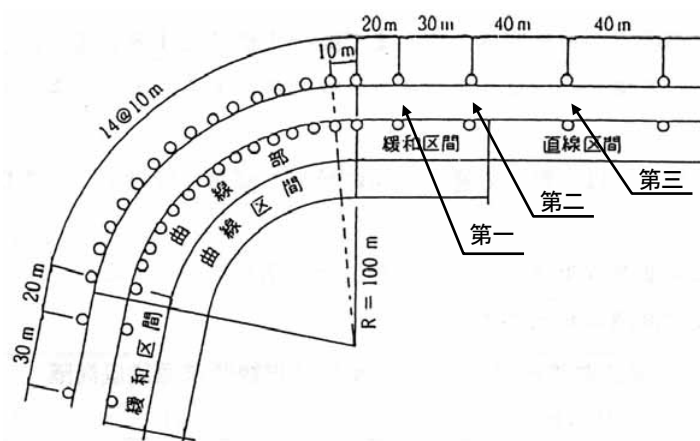 20m 30m 40m 40m
10m
14@10m
緩和区間 直線区間
第一 第二 第三
曲線部
曲線区間
R=100m
20m
30m
緩和区間